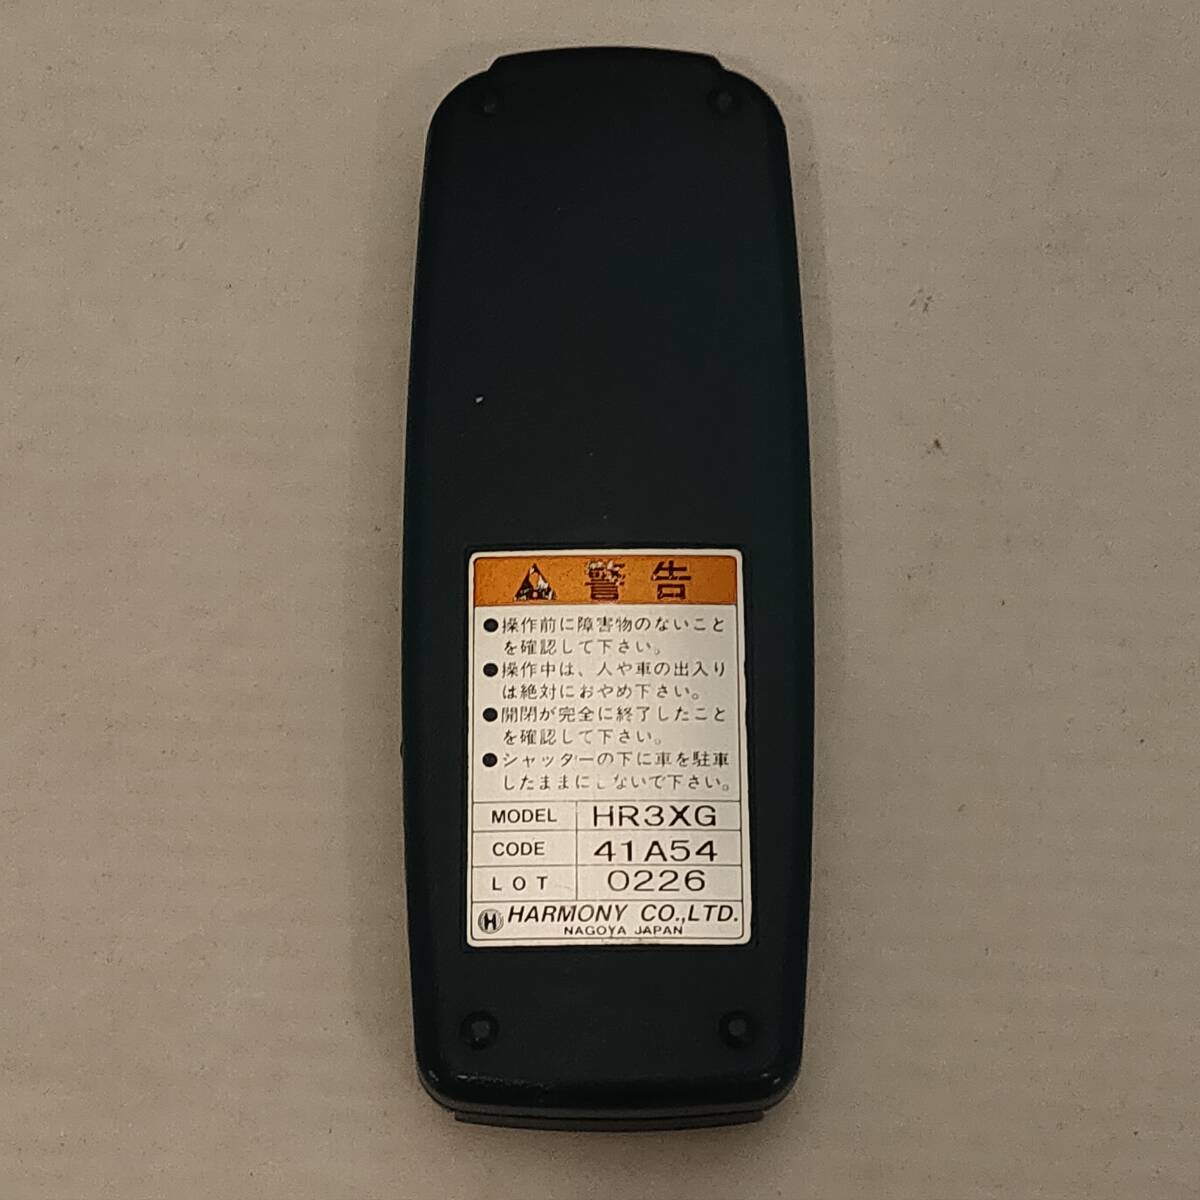 警告
●操作前に障害物のないこと
を確認して下さい。
●操作中は、人や車の出入り
は絶対におやめ下さい。
●開閉が完全に終了したこと
を確認して下さい。
●シャッターの下に車を駐車
したままにしないで下さい。
MODEL HR3XG
CODE 41A54
LOT 0226
H HARMONY CO.,LTD.
NAGOYA JAPAN